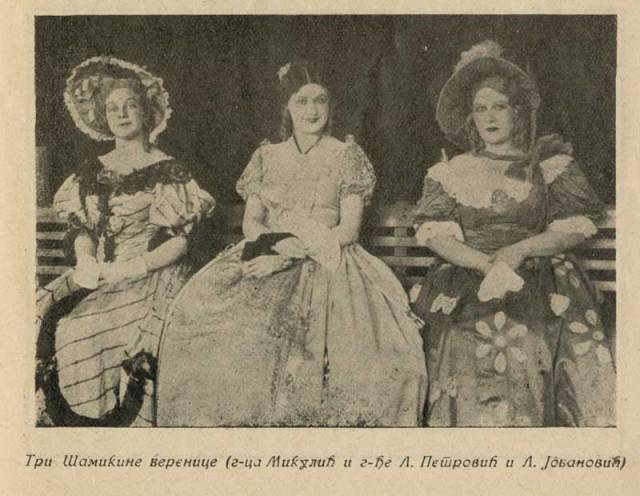 Три Шамикине веренице (г-ца Микулић и г-ђе Л. Петровић и Л. Јовановић)